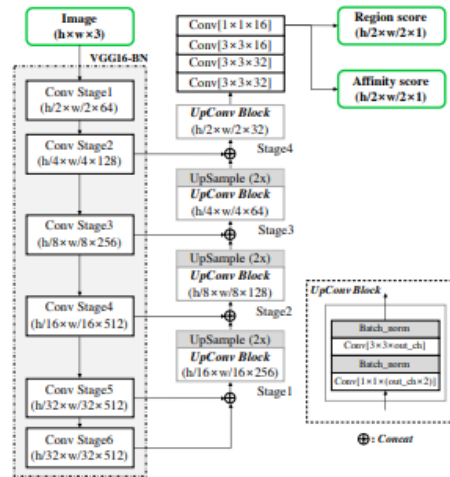 Image
(h×w×3)
VGG16-BN
Conv Stage1
(h/2×w/2×64)
Conv Stage2
(h/4×w/4×128)
Conv Stage3
(h/8×w/8×256)
Conv Stage4
(h/16×w/16×512)
Conv Stage5
(h/32×w/32×512)
Conv Stage6
(h/32×w/32×512)
Conv[1×1×16]
Conv[3×3×16]
Conv[3×3×32]
Conv[3×3×32]
UpConv Block
(h/2×w/2×32)
Stage4
UpSample (2x)
UpConv Block
(h/4×w/4×64)
Stage3
UpSample (2x)
UpConv Block
(h/8×w/8×128)
Stage2
UpSample (2x)
UpConv Block
(h/16×w/16×256)
Stage1
Region score
(h/2×w/2×1)
Affinity score
(h/2×w/2×1)
UpConv Block
Batch_norm
Conv[3×3×out_ch]
Batch_norm
Conv[1×1×(out_ch×2)]
⊕: Concat